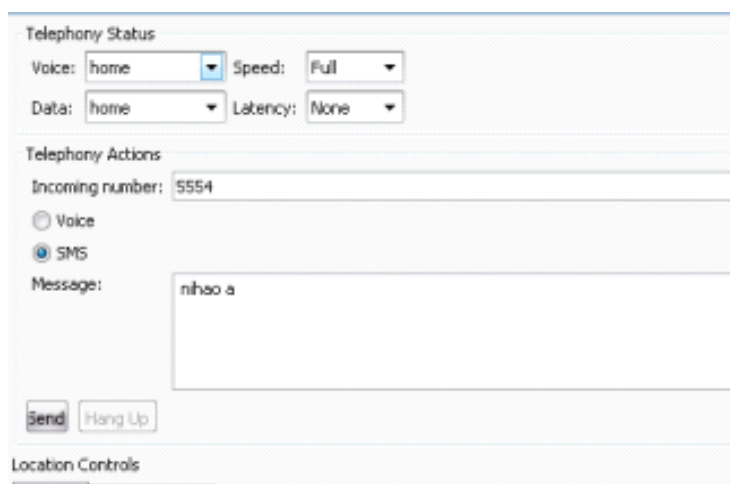 Telephony Status
Voice: home Speed: Full
Data: home Latency: None
Telephony Actions
Incoming number: 5554
Voice
SMS
Message: nihao a
Send Hang Up
Location Controls